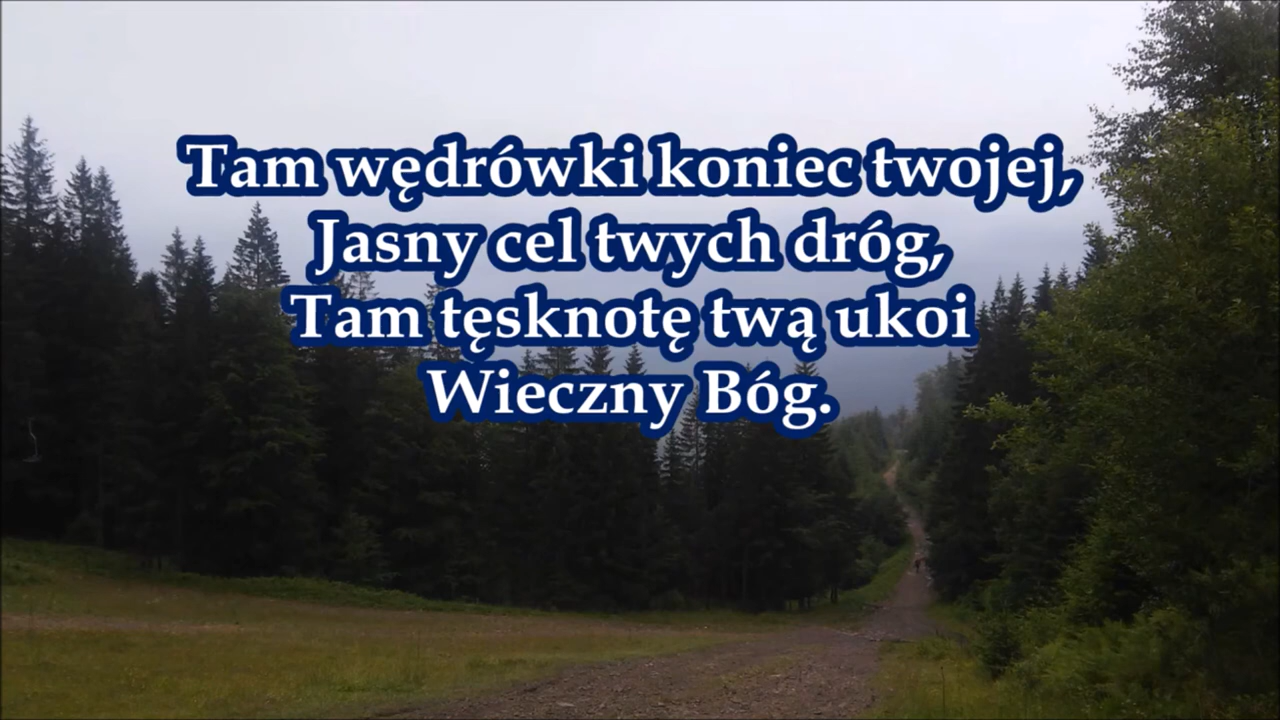 Tam wędrówki koniec twojej,
Jasny cel twych dróg,
Tam tęsknotę twą ukoi
Wieczny Bóg.